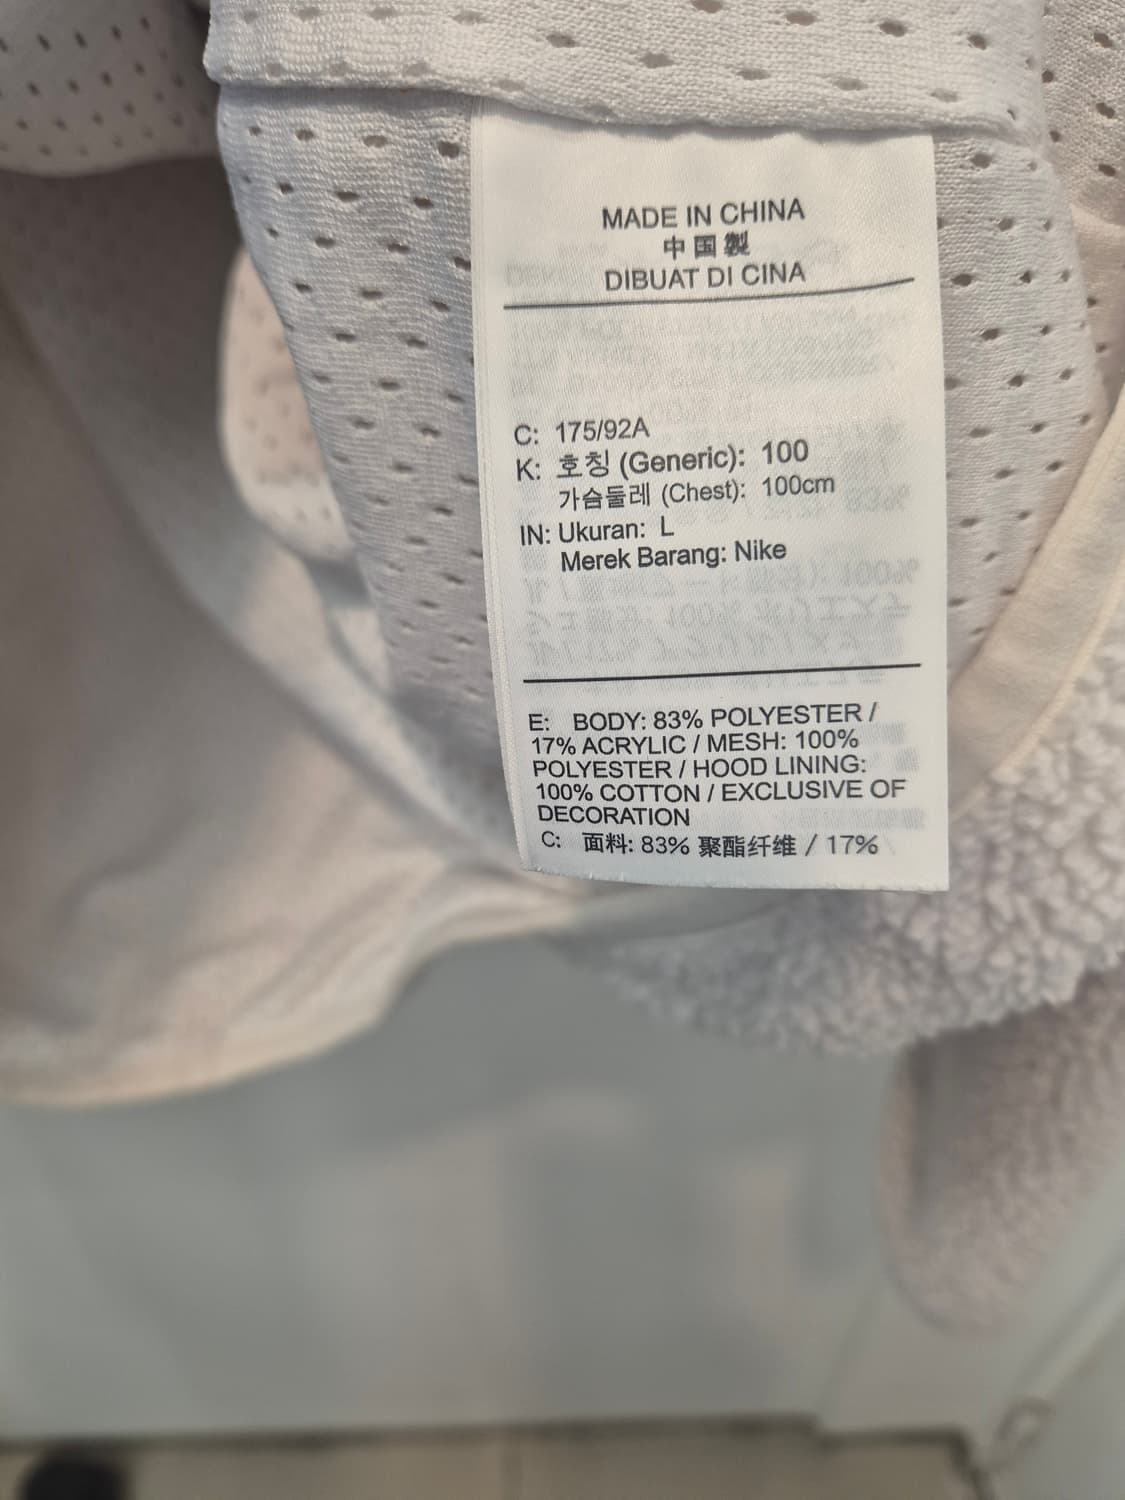 MADE IN CHINA
中国製
DIBUAT DI CINA
C: 175/92A
K: 호칭 (Generic): 100
가슴둘레 (Chest): 100cm
IN: Ukuran: L
Merek Barang: Nike
E: BODY: 83% POLYESTER /
17% ACRYLIC / MESH: 100%
POLYESTER / HOOD LINING:
100% COTTON / EXCLUSIVE OF
DECORATION
C: 面料: 83% 聚酯纤维 / 17%